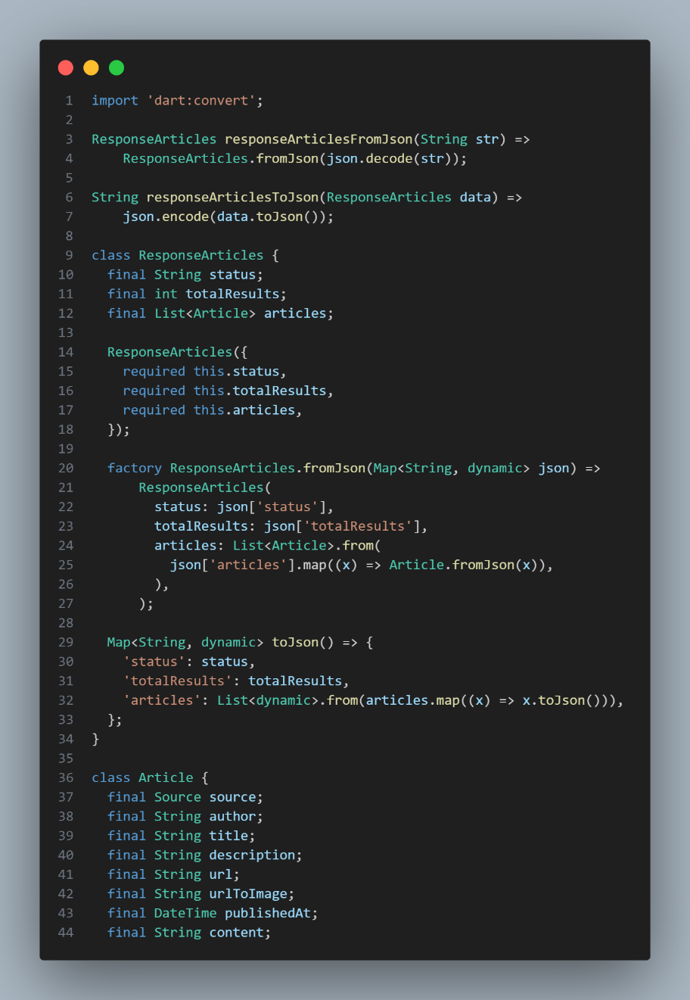 1 import 'dart:convert';
2
3 ResponseArticles responseArticlesFromJson(String str) =>
4     ResponseArticles.fromJson(json.decode(str));
5
6 String responseArticlesToJson(ResponseArticles data) =>
7     json.encode(data.toJson());
8
9 class ResponseArticles {
10   final String status;
11   final int totalResults;
12   final List<Article> articles;
13
14   ResponseArticles({
15     required this.status,
16     required this.totalResults,
17     required this.articles,
18   });
19
20   factory ResponseArticles.fromJson(Map<String, dynamic> json) =>
21       ResponseArticles(
22         status: json['status'],
23         totalResults: json['totalResults'],
24         articles: List<Article>.from(
25           json['articles'].map((x) => Article.fromJson(x)),
26         ),
27       );
28
29   Map<String, dynamic> toJson() => {
30     'status': status,
31     'totalResults': totalResults,
32     'articles': List<dynamic>.from(articles.map((x) => x.toJson())),
33   };
34 }
35
36 class Article {
37   final Source source;
38   final String author;
39   final String title;
40   final String description;
41   final String url;
42   final String urlToImage;
43   final DateTime publishedAt;
44   final String content;